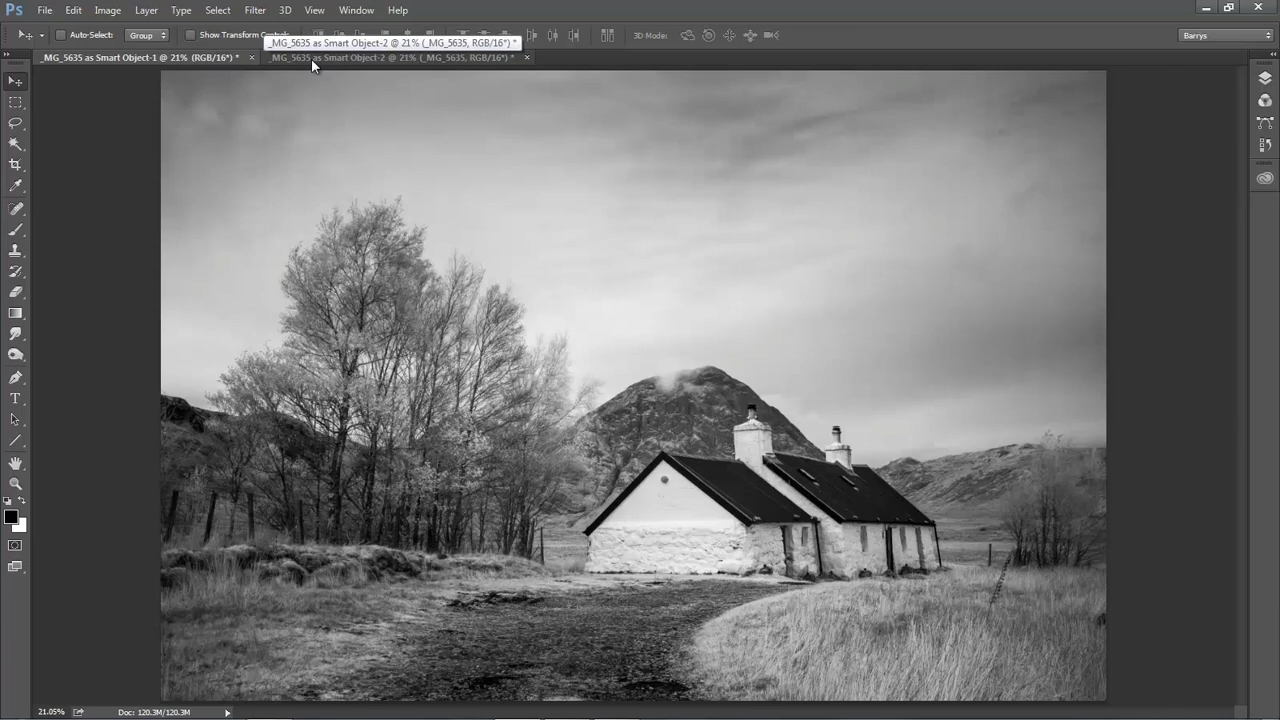 Ps File Edit Image Layer Type Select Filter 3D View Window Help
Auto-Select: Group Show Transform 3D Mode: Barrys
_MG_5635 as Smart Object-2 @ 21% (_MG_5635, RGB/16*) *
_MG_5635 as Smart Object-1 @ 21% (RGB/16*) * × _MG_5635 as Smart Object-2 @ 21% (_MG_5635, RGB/16*) * ×
21.05% Doc: 120.3M/120.3M